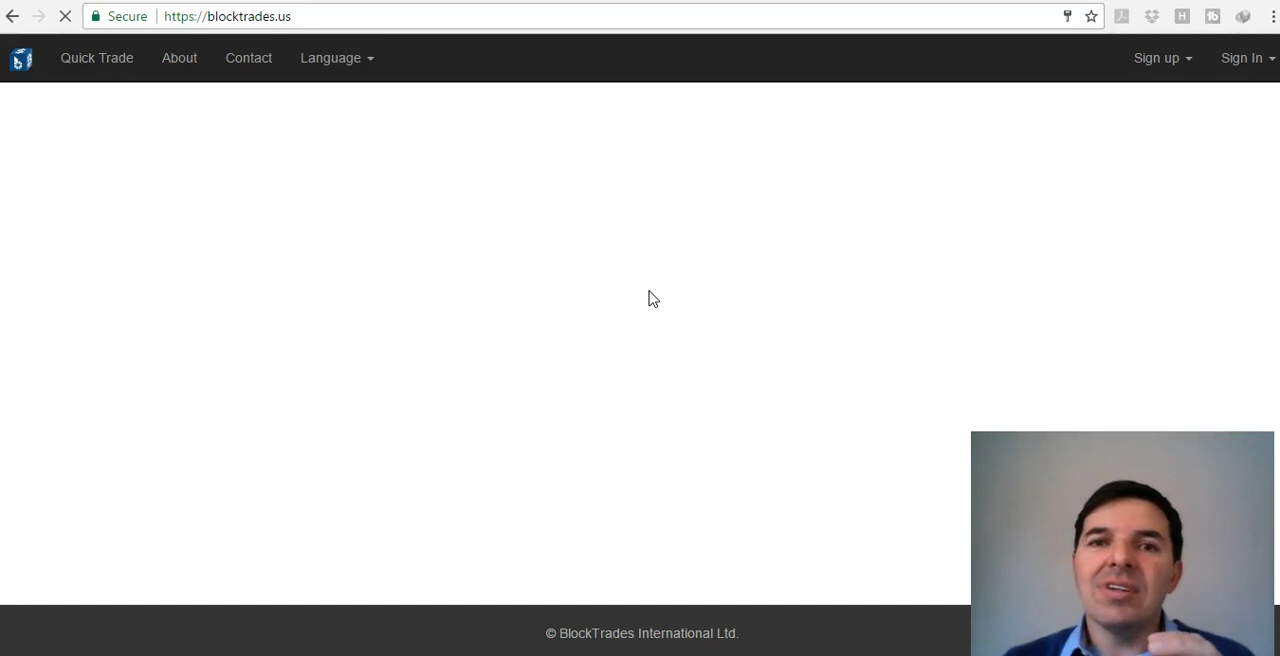 Secure https://blocktrades.us
Quick Trade About Contact Language Sign up Sign In
© BlockTrades International Ltd.